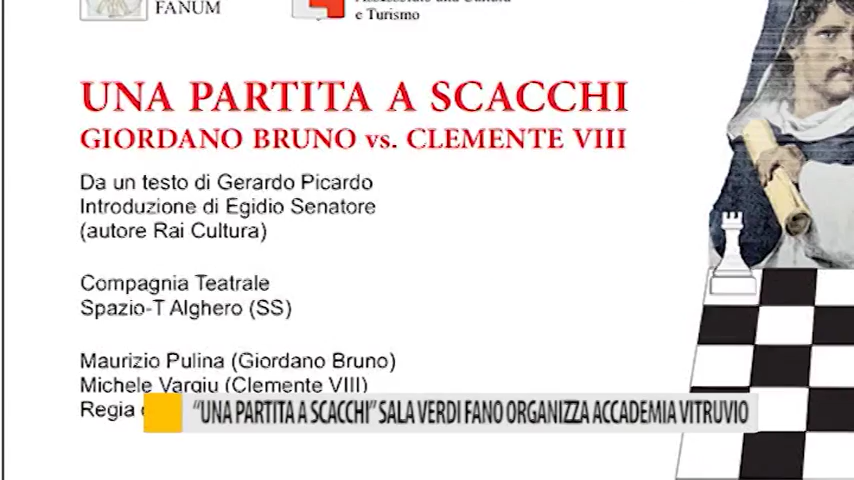 FANUM
e Turismo
UNA PARTITA A SCACCHI
GIORDANO BRUNO vs. CLEMENTE VIII
Da un testo di Gerardo Picardo
Introduzione di Egidio Senatore
(autore Rai Cultura)
Compagnia Teatrale
Spazio-T Alghero (SS)
Maurizio Pulina (Giordano Bruno)
Michele Vargiu (Clemente VIII)
Regia
"UNA PARTITA A SCACCHI" SALA VERDI FANO ORGANIZZA ACCADEMIA VITRUVIO